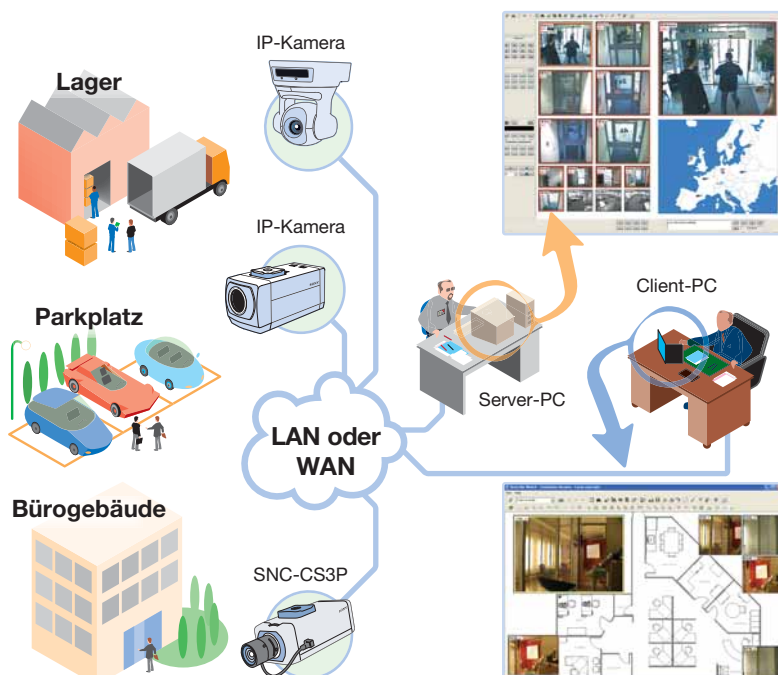 IP-Kamera
Lager
IP-Kamera
Parkplatz
Client-PC
Server-PC
LAN oder
WAN
Bürogebäude
SNC-CS3P